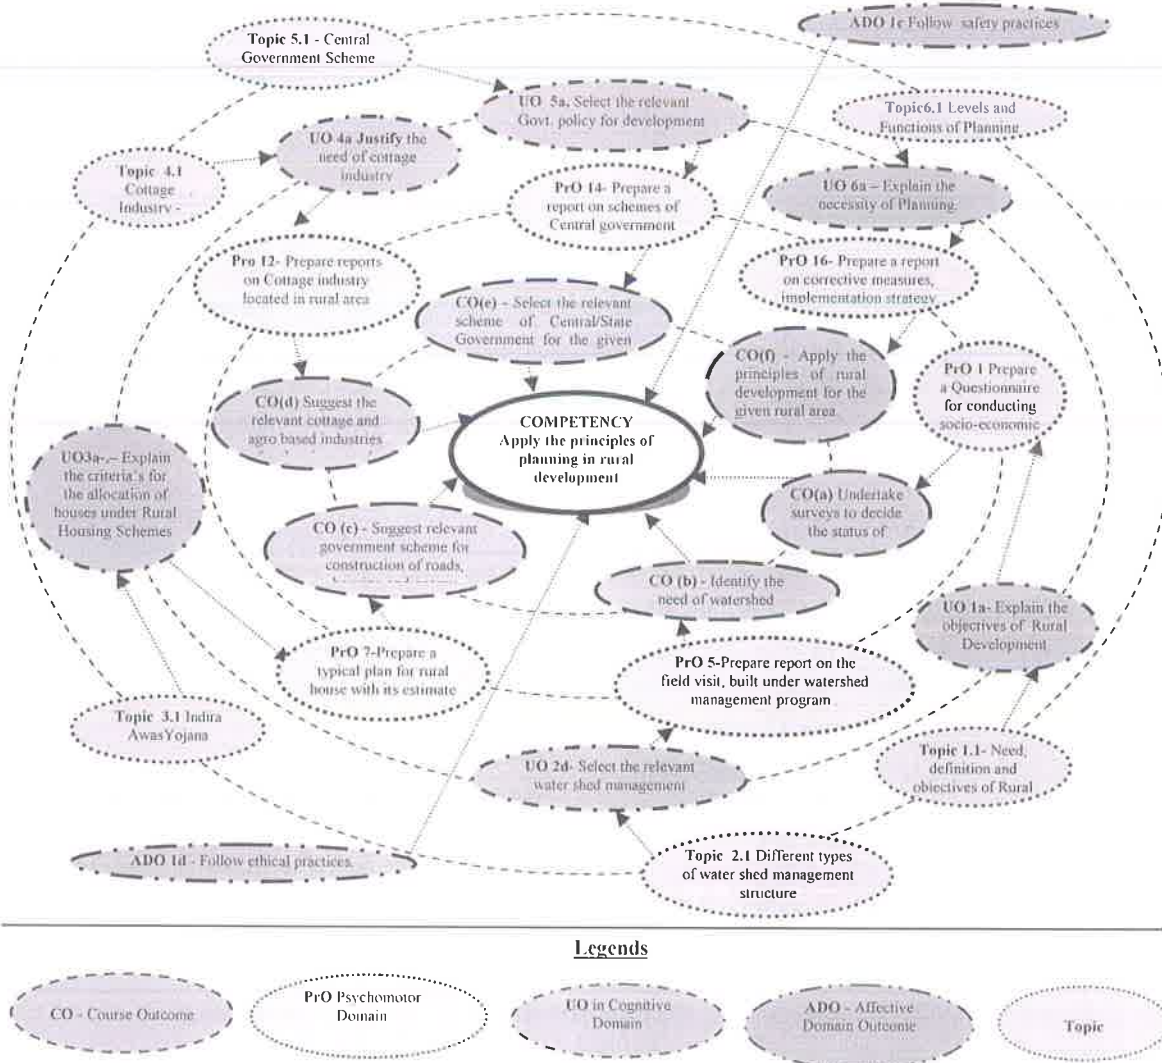 ADO 1c Follow safety practices
Topic 5.1 - Central
Government Scheme
UO 5a. Select the relevant
Govt. policy for development
Topic6.1 Levels and
Functions of Planning
UO 4a Justify the
need of cottage
industry
Topic 4.1
Cottage
Industry -
PrO 14- Prepare a
report on schemes of
Central government
UO 6a – Explain the
necessity of Planning.
Pro 12- Prepare reports
on Cottage industry
located in rural area
PrO 16- Prepare a report
on corrective measures,
implementation strategy
CO(e) - Select the relevant
scheme of Central/State
Government for the given
CO(f) - Apply the
principles of rural
development for the
given rural area
PrO 1 Prepare
a Questionnaire
for conducting
socio-economic
CO(d) Suggest the
relevant cottage and
agro based industries
COMPETENCY
Apply the principles of
planning in rural
development
UO3a-.– Explain
the criteria's for
the allocation of
houses under Rural
Housing Schemes
CO(a) Undertake
surveys to decide
the status of
CO (c) - Suggest relevant
government scheme for
construction of roads,
CO (b) - Identify the
need of watershed
UO 1a- Explain the
objectives of Rural
Development
PrO 7-Prepare a
typical plan for rural
house with its estimate
PrO 5-Prepare report on the
field visit, built under watershed
management program
Topic 3.1 Indira
AwasYojana
UO 2d- Select the relevant
water shed management
Topic 1.1- Need,
definition and
objectives of Rural
ADO 1d - Follow ethical practices.
Topic 2.1 Different types
of water shed management
structure
Legends
CO - Course Outcome
PrO Psychomotor
Domain
UO in Cognitive
Domain
ADO - Affective
Domain Outcome
Topic